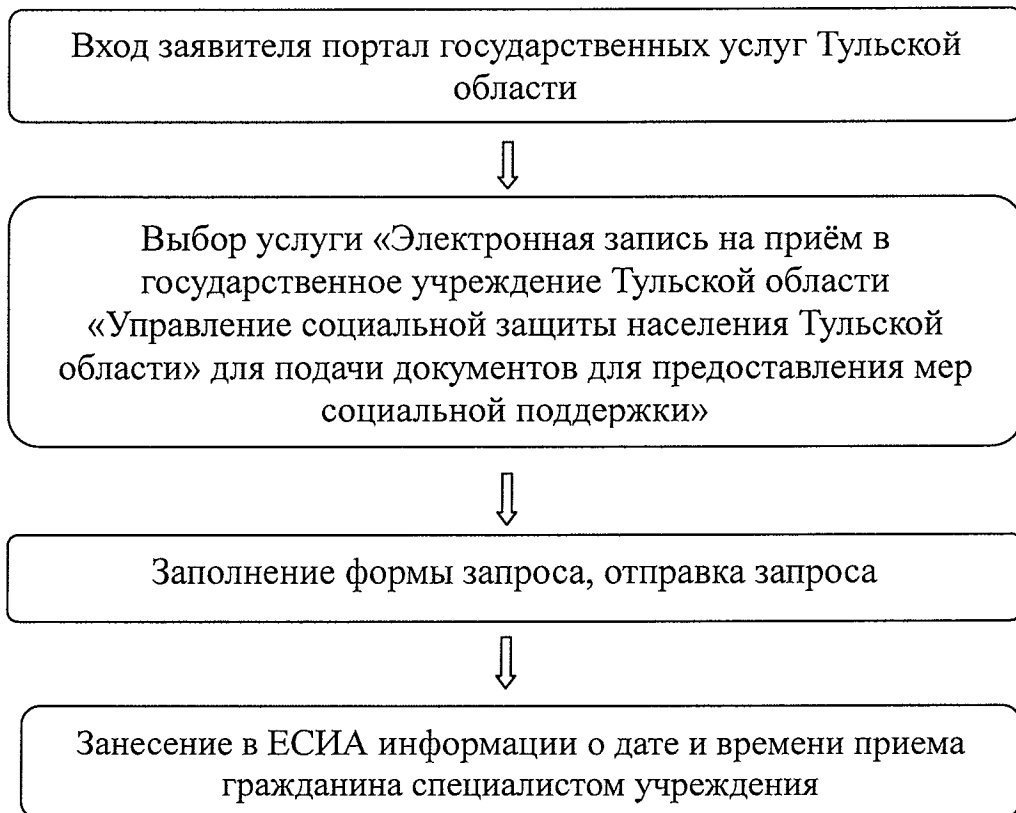 Вход заявителя портал государственных услуг Тульской
области
Выбор услуги «Электронная запись на приём в
государственное учреждение Тульской области
«Управление социальной защиты населения Тульской
области» для подачи документов для предоставления мер
социальной поддержки»
Заполнение формы запроса, отправка запроса
Занесение в ЕСИА информации о дате и времени приема
гражданина специалистом учреждения